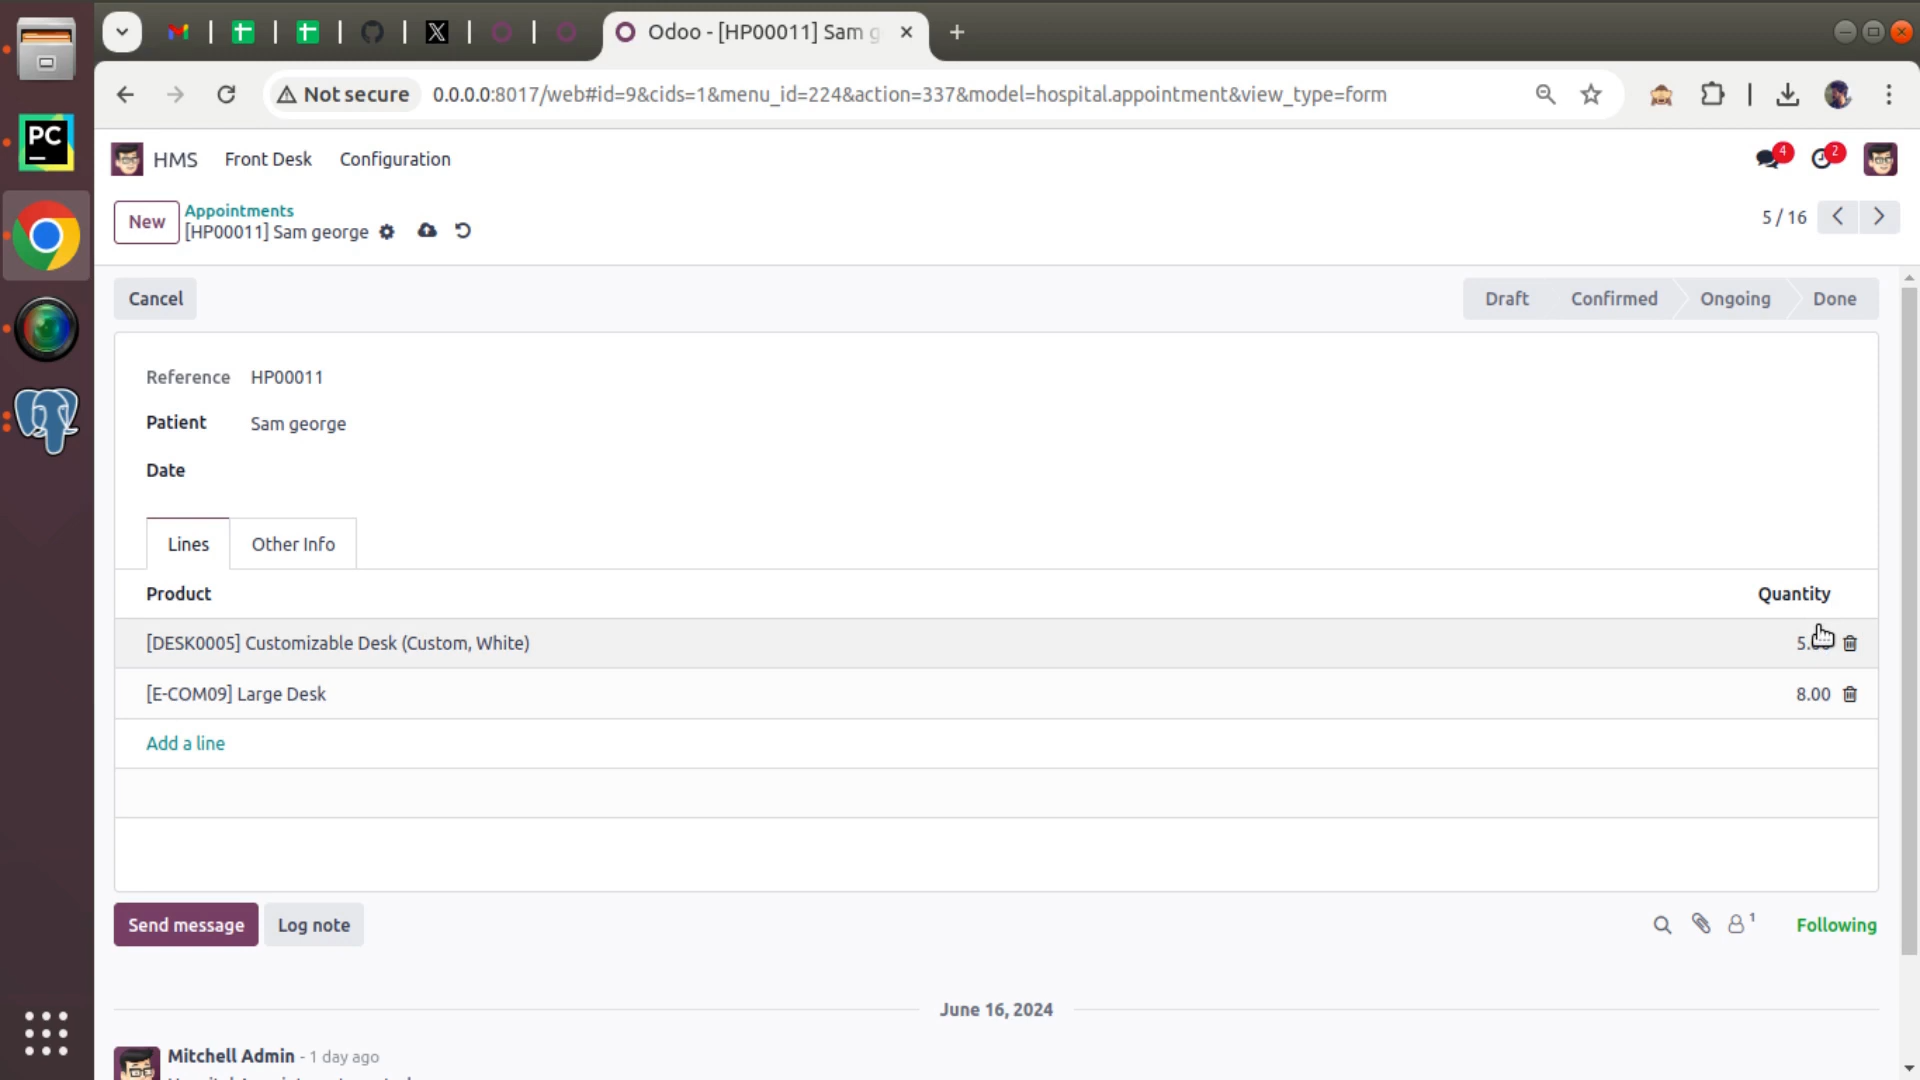 Odoo - [HP00011] Sam g
Not secure
0.0.0.0:8017/web#id=9&cids=1&menu_id=224&action=337&model=hospital.appointment&view_type=form
PC
HMS
Front Desk
Configuration
4
2
New
Appointments
[HP00011] Sam george
5 / 16
Cancel
Draft
Confirmed
Ongoing
Done
Reference
HP00011
Patient
Sam george
Date
Lines
Other Info
Product
Quantity
[DESK0005] Customizable Desk (Custom, White)
[E-COM09] Large Desk
8.00
Add a line
Send message
Log note
1
Following
June 16, 2024
Mitchell Admin - 1 day ago